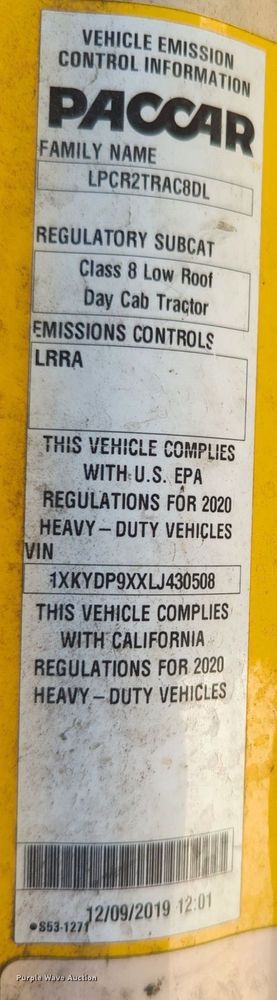 VEHICLE EMISSION
CONTROL INFORMATION
PACCAR
FAMILY NAME
LPCR2TRAC8DL
REGULATORY SUBCAT
Class 8 Low Roof
Day Cab Tractor
EMISSIONS CONTROLS
LRRA
THIS VEHICLE COMPLIES
WITH U.S. EPA
REGULATIONS FOR 2020
HEAVY – DUTY VEHICLES
VIN
1XKYDP9XXLJ430508
THIS VEHICLE COMPLIES
WITH CALIFORNIA
REGULATIONS FOR 2020
HEAVY – DUTY VEHICLES
12/09/2019 12:01
S53-1271
Purple Wave Auction